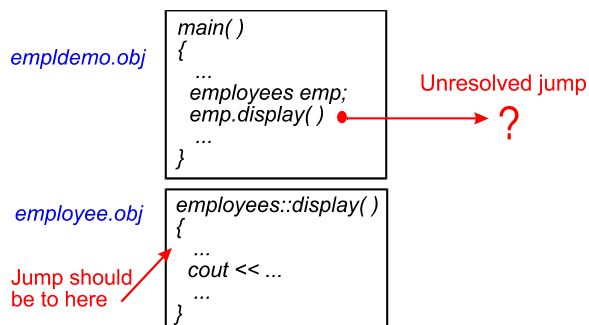 main( )
{
...
employees emp;
emp.display( )
...
}
empldemo.obj
Unresolved jump
?
employees::display( )
{
...
cout << ...
...
}
employee.obj
Jump should
be to here